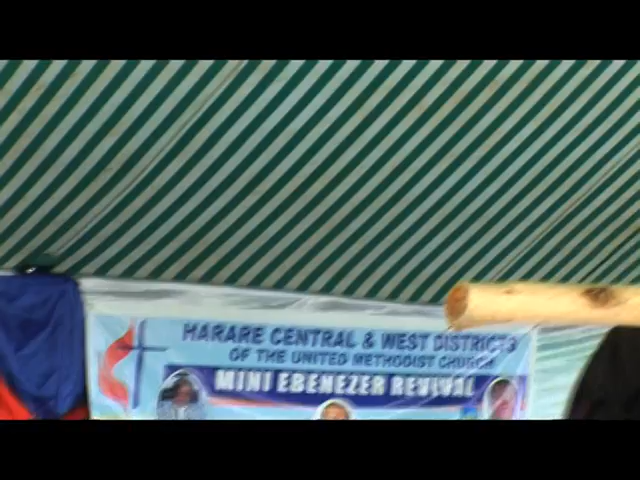 HARARE CENTRAL & WEST DISTRICTS
OF THE UNITED METHODIST CHURCH
MINI EBENEZER REVIVAL